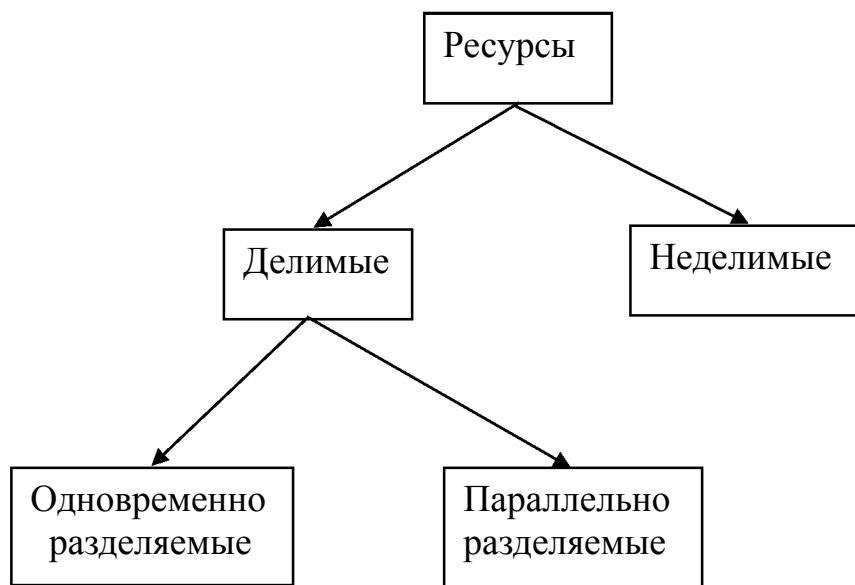 Ресурсы
Делимые
Неделимые
Одновременно
разделяемые
Параллельно
разделяемые